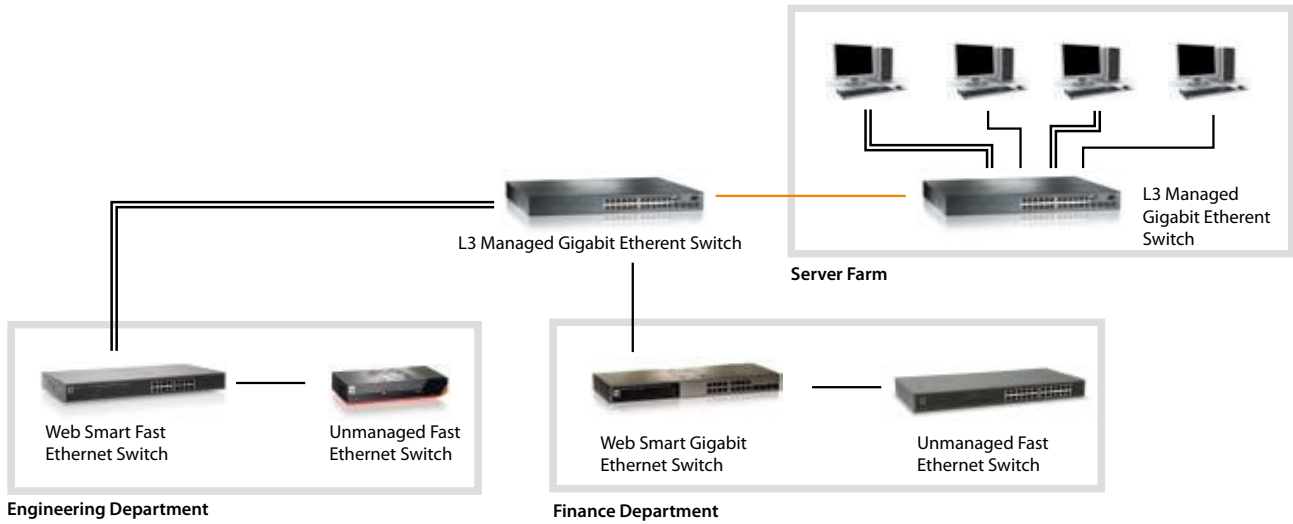 L3 Managed
Gigabit Etherent
Switch
L3 Managed Gigabit Etherent Switch
Server Farm
Web Smart Fast
Ethernet Switch
Unmanaged Fast
Ethernet Switch
Web Smart Gigabit
Ethernet Switch
Unmanaged Fast
Ethernet Switch
Engineering Department
Finance Department